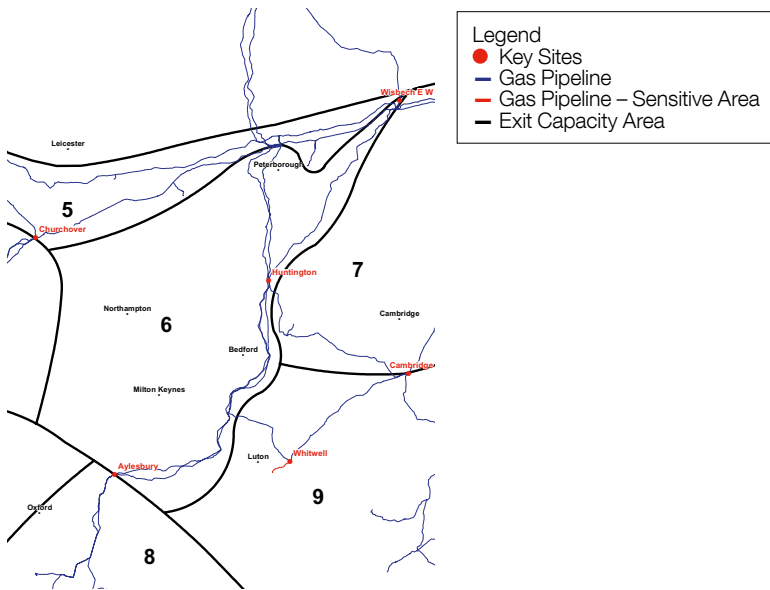 Legend
Key Sites
Gas Pipeline
Gas Pipeline – Sensitive Area
Exit Capacity Area
Wisbech E W
Leicester
Peterborough
5
Churchover
Huntington
7
Northampton
6
Cambridge
Bedford
Cambridge
Milton Keynes
Luton
Whitwell
Aylesbury
9
Oxford
8